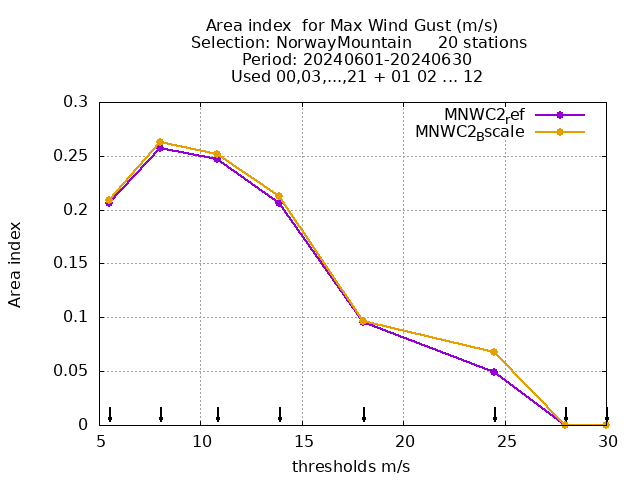 Area index  for Max Wind Gust (m/s)
Selection: NorwayMountain     20 stations
Period: 20240601-20240630
Used 00,03,...,21 + 01 02 ... 12
MNWC2ref
MNWC2Bscale
0.3
0.25
0.2
0.15
0.1
0.05
0
Area index
5 10 15 20 25 30
thresholds m/s